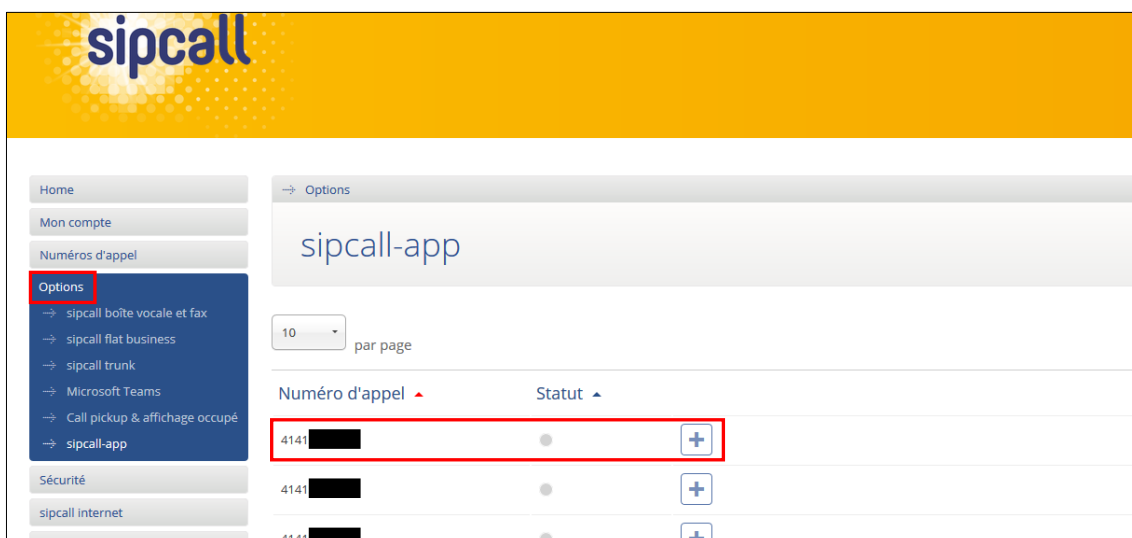 sipcall
Home
Mon compte
Numéros d'appel
Options
sipcall boîte vocale et fax
sipcall flat business
sipcall trunk
Microsoft Teams
Call pickup & affichage occupé
sipcall-app
Sécurité
sipcall internet
Options
sipcall-app
10 par page
Numéro d'appel Statut
4141
4141
4141